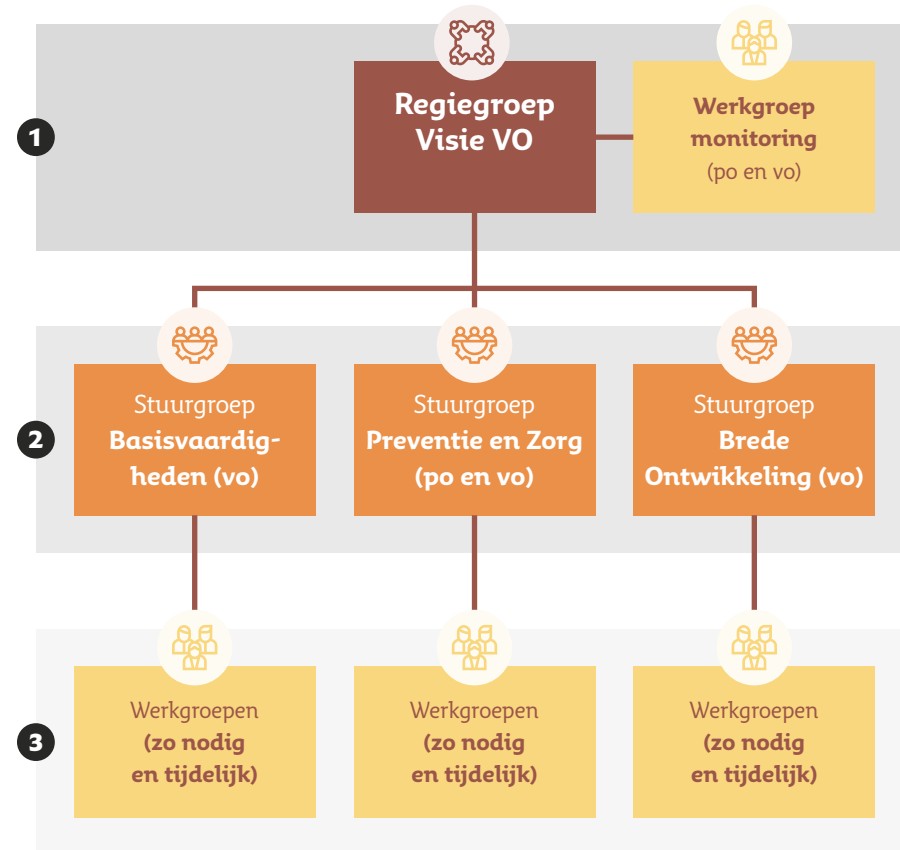 1
Regiegroep
Visie VO
Werkgroep
monitoring
(po en vo)
2
Stuurgroep
Basisvaardig-
heden (vo)
Stuurgroep
Preventie en Zorg
(po en vo)
Stuurgroep
Brede
Ontwikkeling (vo)
3
Werkgroepen
(zo nodig
en tijdelijk)
Werkgroepen
(zo nodig
en tijdelijk)
Werkgroepen
(zo nodig
en tijdelijk)